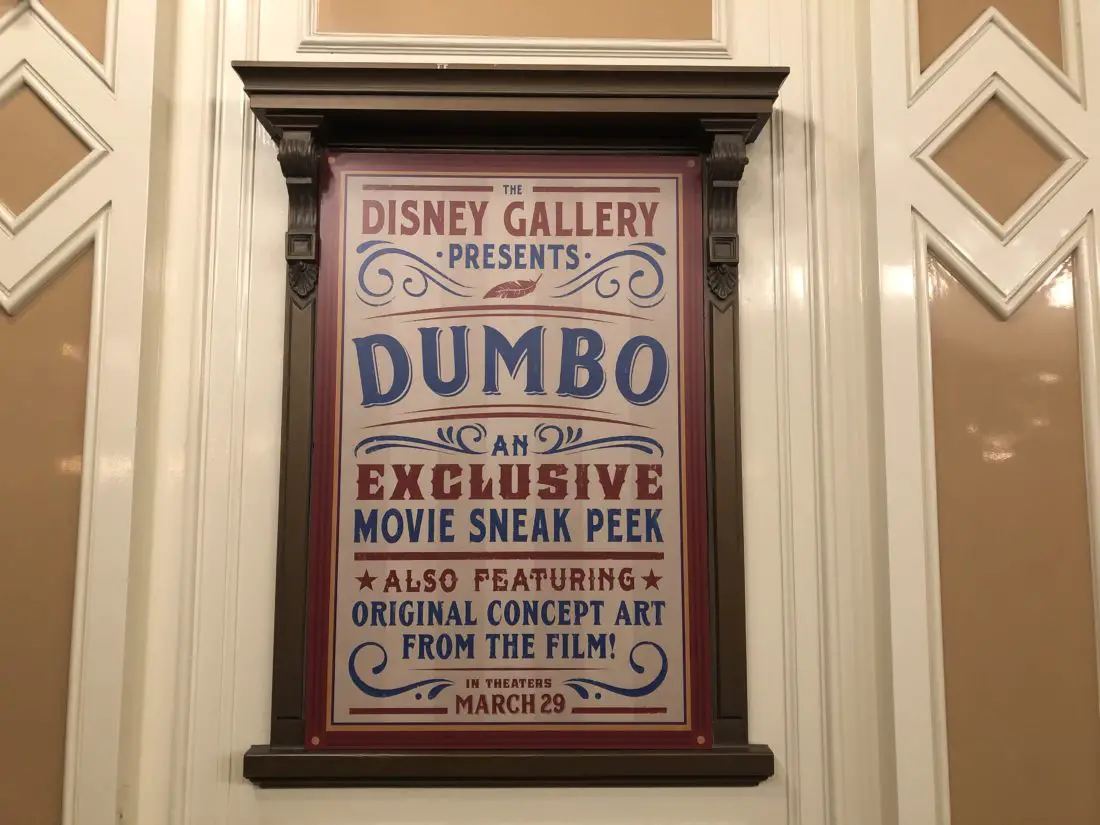 THE
DISNEY GALLERY
·PRESENTS·
DUMBO
AN
EXCLUSIVE
MOVIE SNEAK PEEK
★ALSO FEATURING★
ORIGINAL CONCEPT ART
FROM THE FILM!
IN THEATERS
MARCH 29